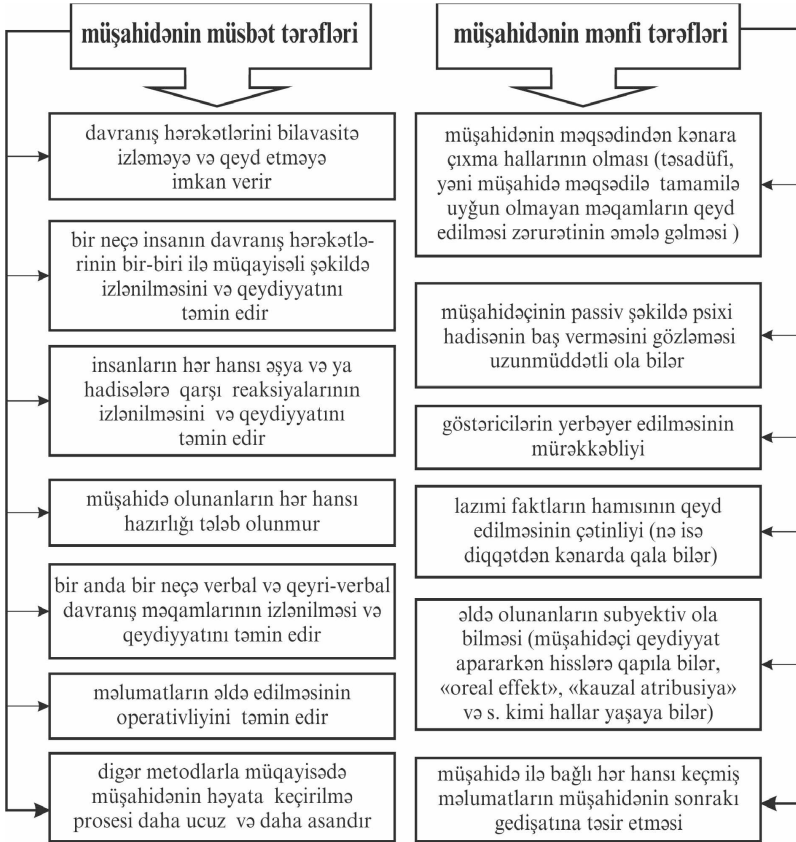 müşahidənin müsbət tərəfləri
davranış hərəkətlərini bilavasitə
izləməyə və qeyd etməyə
imkan verir
bir neçə insanın davranış hərəkətlə-
rinin bir-biri ilə müqayisəli şəkildə
izlənilməsini və qeydiyyatını
təmin edir
insanların hər hansı əşya və ya
hadisələrə qarşı reaksiyalarının
izlənilməsini və qeydiyyatını
təmin edir
müşahidə olunanların hər hansı
hazırlığı tələb olunmur
bir anda bir neçə verbal və qeyri-verbal
davranış məqamlarının izlənilməsi və
qeydiyyatını təmin edir
məlumatların əldə edilməsinin
operativliyini təmin edir
digər metodlarla müqayisədə
müşahidənin həyata keçirilmə
prosesi daha ucuz və daha asandır
müşahidənin mənfi tərəfləri
müşahidənin məqsədindən kənara
çıxma hallarının olması (təsadüfi,
yəni müşahidə məqsədilə tamamilə
uyğun olmayan məqamların qeyd
edilməsi zərurətinin əmələ gəlməsi )
müşahidəçinin passiv şəkildə psixi
hadisənin baş verməsini gözləməsi
uzunmüddətli ola bilər
göstəricilərin yerbəyer edilməsinin
mürəkkəbliyi
lazımi faktların hamısının qeyd
edilməsinin çətinliyi (nə isə
diqqətdən kənarda qala bilər)
əldə olunanların subyektiv ola
bilməsi (müşahidəçi qeydiyyat
apararkən hisslərə qapıla bilər,
«oreal effekt», «kauzal atribusiya»
və s. kimi hallar yaşaya bilər)
müşahidə ilə bağlı hər hansı keçmiş
məlumatların müşahidənin sonrakı
gedişatına təsir etməsi